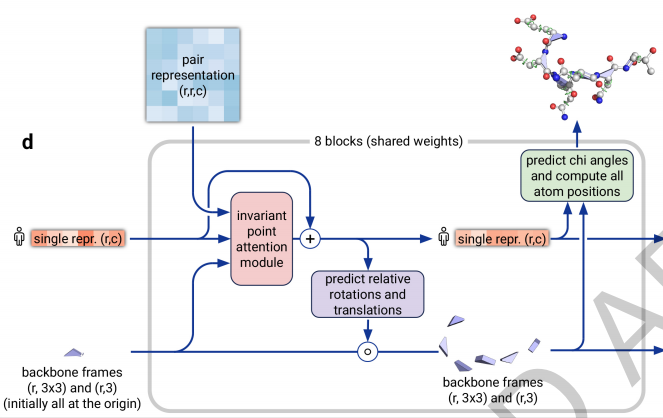 pair
representation
(r,r,c)
d
8 blocks (shared weights)
predict chi angles
and compute all
atom positions
single repr. (r,c)
invariant
point
attention
module
+
single repr. (r,c)
predict relative
rotations and
translations
backbone frames
(r, 3x3) and (r,3)
(initially all at the origin)
backbone frames
(r, 3x3) and (r,3)